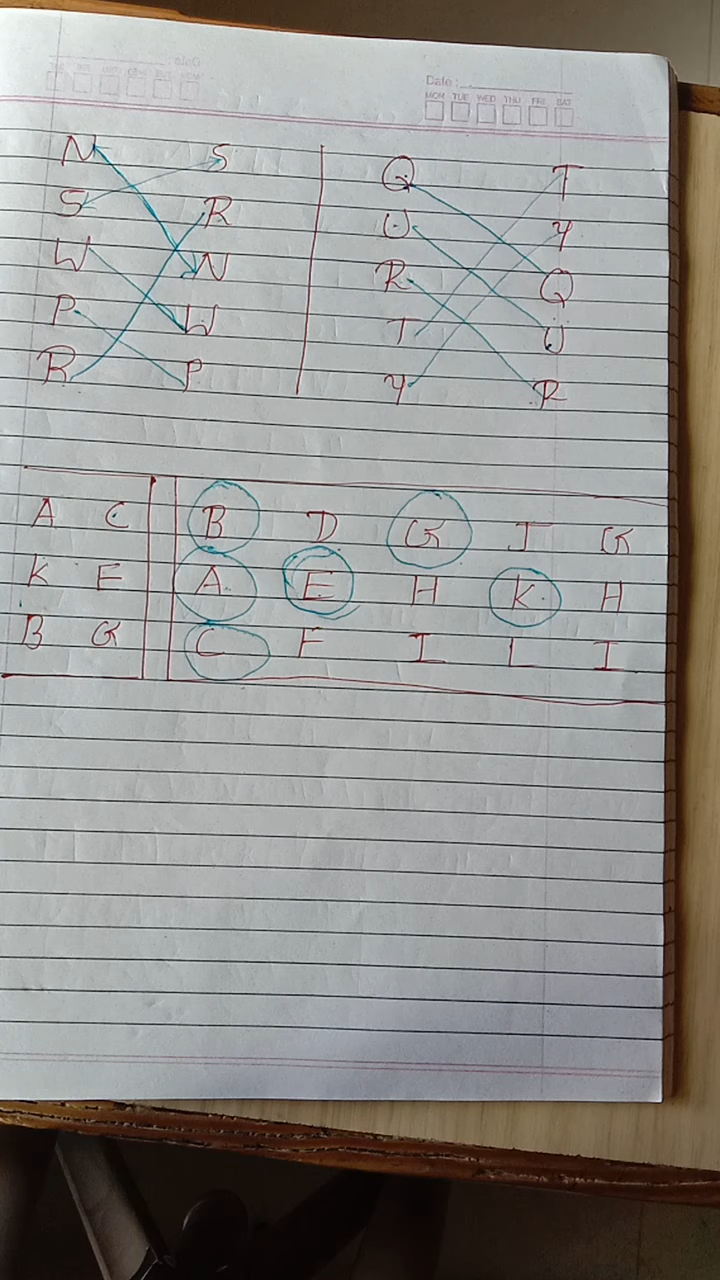 Date :
MON TUE WED THU FRI SAT
N S Q T
S R U Y
W N R Q
P W T U
R P Y R
A C B D G J G
K E A E H K H
B G C F I L I